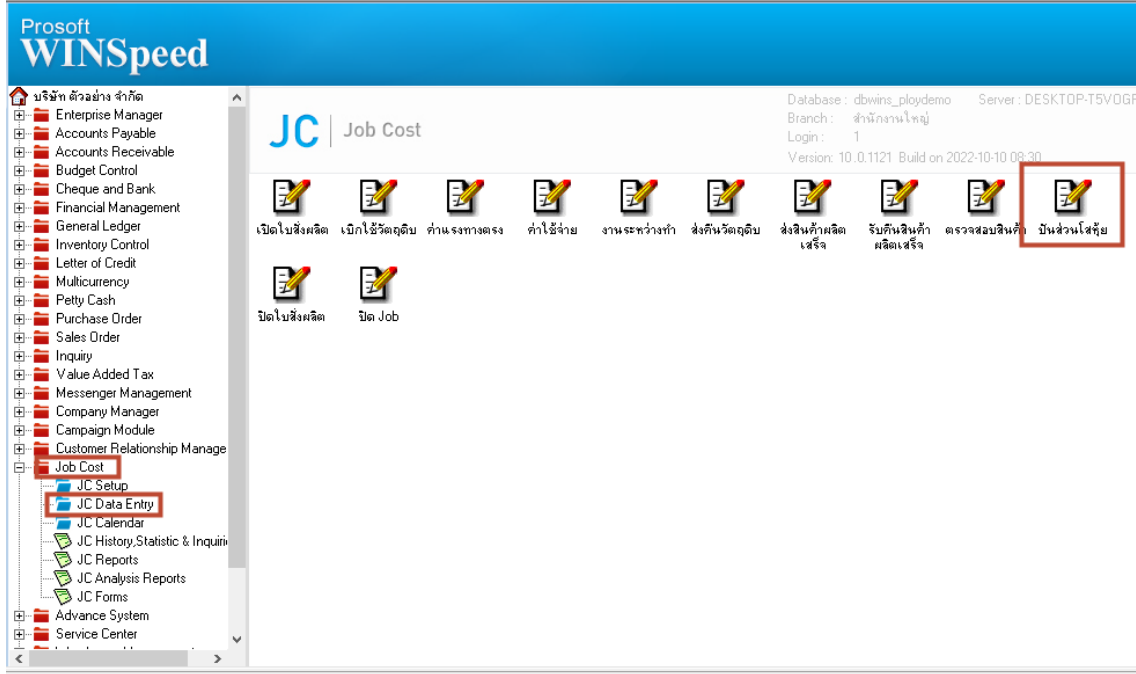 Prosoft
WINSpeed
บริษัท ตัวอย่าง จำกัด
Enterprise Manager
Accounts Payable
Accounts Receivable
Budget Control
Cheque and Bank
Financial Management
General Ledger
Inventory Control
Letter of Credit
Multicurrency
Petty Cash
Purchase Order
Sales Order
Inquiry
Value Added Tax
Messenger Management
Company Manager
Campaign Module
Customer Relationship Manage
Job Cost
JC Setup
JC Data Entry
JC Calendar
JC History,Statistic & Inquiri
JC Reports
JC Analysis Reports
JC Forms
Advance System
Service Center
JC Job Cost
Database : dbwins_ploydemo Server : DESKTOP-T5VOGF
Branch : สำนักงานใหญ่
Login : 1
Version: 10.0.1121 Build on 2022-10-10 08:30
เปิดใบสั่งผลิต เบิกใช้วัตถุดิบ ค่าแรงทางตรง ค่าใช้จ่าย งานระหว่างทำ ส่งคืนวัตถุดิบ ส่งสินค้าผลิต รับคืนสินค้า ตรวจสอบสินค้า ปันส่วนโสหุ้ย
เสร็จ ผลิตเสร็จ
ปิดใบสั่งผลิต ปิด Job